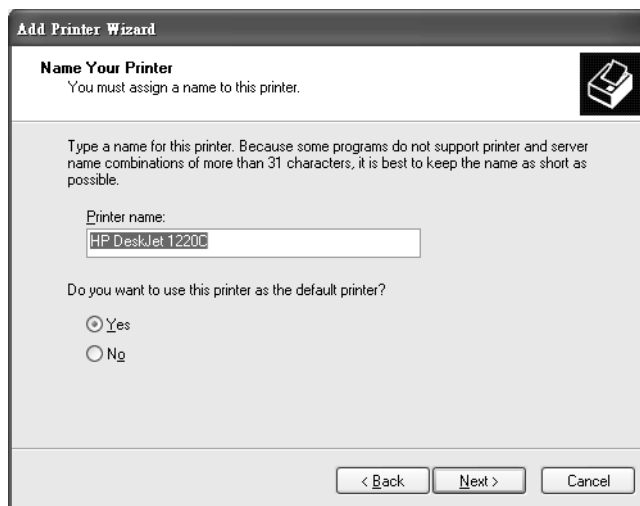 Add Printer Wizard
Name Your Printer
You must assign a name to this printer.
Type a name for this printer. Because some programs do not support printer and server
name combinations of more than 31 characters, it is best to keep the name as short as
possible.
Printer name:
HP DeskJet 1220C
Do you want to use this printer as the default printer?
Yes
No
< Back Next > Cancel